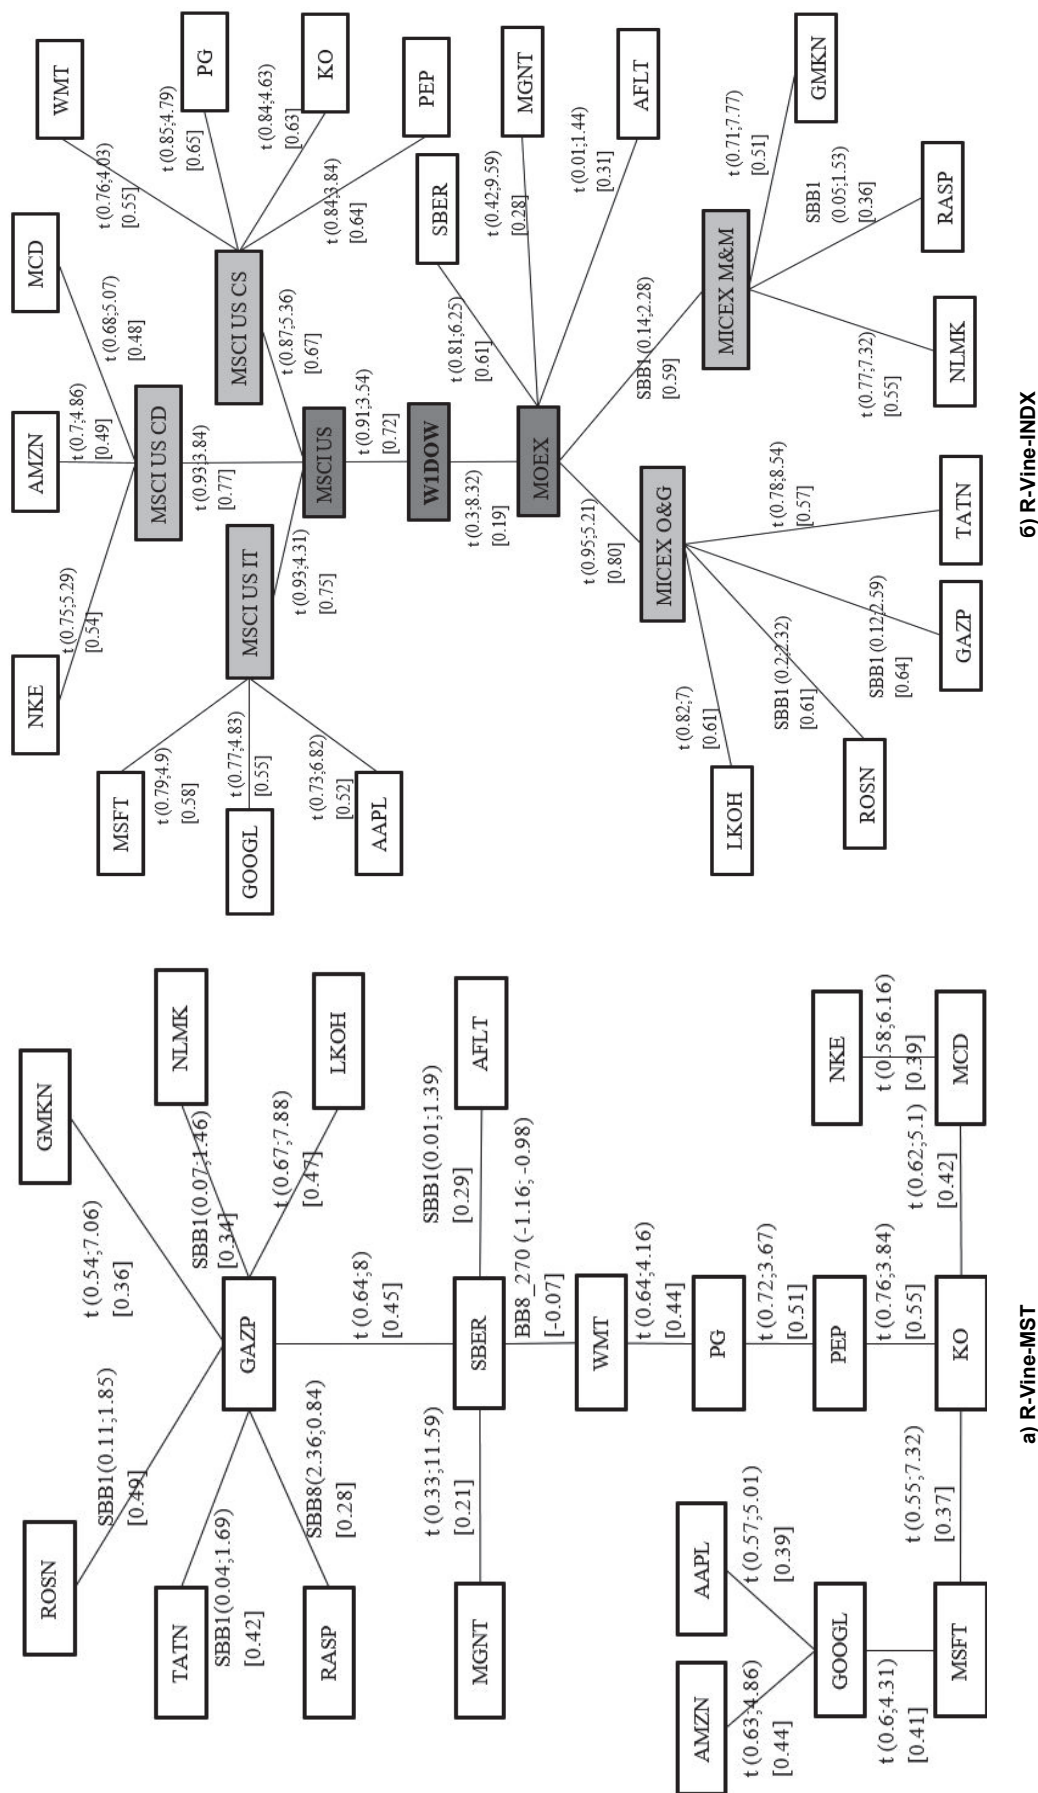 ROSN
GMKN
SBB1(0.11;1.85)
[0.49]
t (0.54;7.06)
[0.36]
TATN
NLMK
SBB1(0.04;1.69)
[0.42]
GAZP
SBB1(0.07;1.46)
[0.34]
RASP
SBB8(2.36;0.84)
[0.28]
t (0.67;7.88)
[0.47]
LKOH
t (0.64;8)
[0.45]
MGNT
t (0.33;11.59)
[0.21]
SBER
SBB1(0.01;1.39)
[0.29]
AFLT
BB8_270 (-1.16; -0.98)
[-0.07]
WMT
t (0.64;4.16)
[0.44]
AMZN
AAPL
PG
t (0.63;4.86)
[0.44]
t (0.57;5.01)
[0.39]
t (0.72;3.67)
[0.51]
GOOGL
PEP
NKE
t (0.6;4.31)
[0.41]
t (0.76;3.84)
[0.55]
t (0.58;6.16)
[0.39]
MSFT
t (0.55;7.32)
[0.37]
KO
t (0.62;5.1)
[0.42]
MCD
а) R-Vine-MST
NKE
AMZN
MCD
WMT
t (0.75;5.29)
[0.54]
t (0.7;4.86)
[0.49]
t (0.68;5.07)
[0.48]
t (0.76;4.03)
[0.55]
MSFT
MSCI US CD
PG
t (0.79;4.9)
[0.58]
t (0.93;3.84)
[0.77]
t (0.85;4.79)
[0.65]
GOOGL
t (0.77;4.83)
[0.55]
MSCI US IT
MSCI US CS
t (0.84;4.63)
[0.63]
KO
AAPL
t (0.73;6.82)
[0.52]
t (0.93;4.31)
[0.75]
MSCI US
t (0.87;5.36)
[0.67]
t (0.84;3.84)
[0.64]
PEP
t (0.91;3.54)
[0.72]
W1DOW
SBER
t (0.3;8.32)
[0.19]
t (0.81;6.25)
[0.61]
t (0.42;9.59)
[0.28]
MGNT
MOEX
t (0.01;1.44)
[0.31]
AFLT
t (0.95;5.21)
[0.80]
SBB1 (0.14;2.28)
[0.59]
MICEX O&G
MICEX M&M
LKOH
t (0.82;7)
[0.61]
t (0.71;7.77)
[0.51]
GMKN
SBB1 (0.2;2.32)
[0.61]
t (0.78;8.54)
[0.57]
SBB1
(0.05;1.53)
[0.36]
ROSN
SBB1 (0.12;2.59)
[0.64]
t (0.77;7.32)
[0.55]
GAZP
TATN
NLMK
RASP
б) R-Vine-INDX